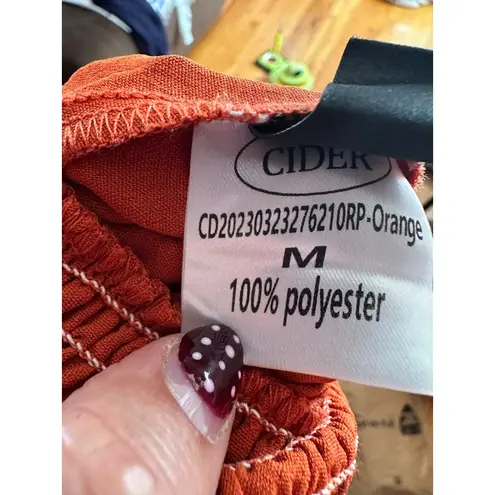 CIDER
CD20230323276210RP-Orange
M
100% polyester